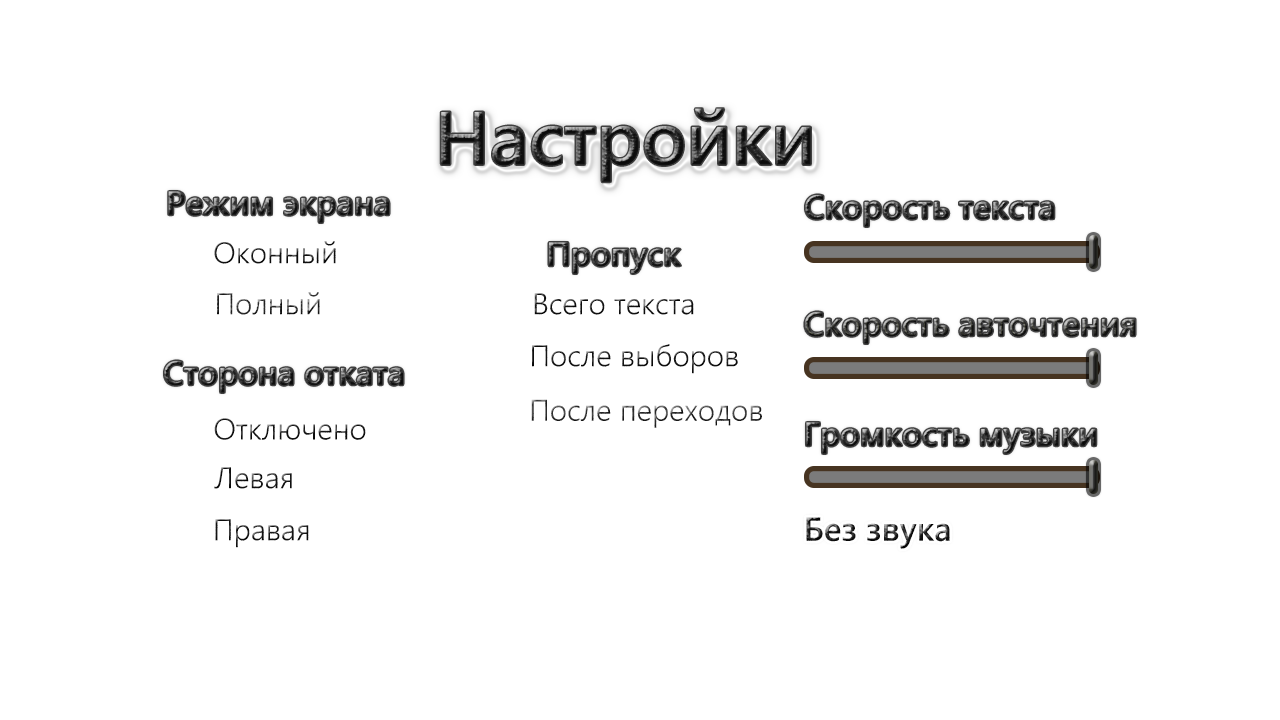 Настройки
Режим экрана
Оконный
Полный
Сторона отката
Отключено
Левая
Правая
Пропуск
Всего текста
После выборов
После переходов
Скорость текста
Скорость авточтения
Громкость музыки
Без звука